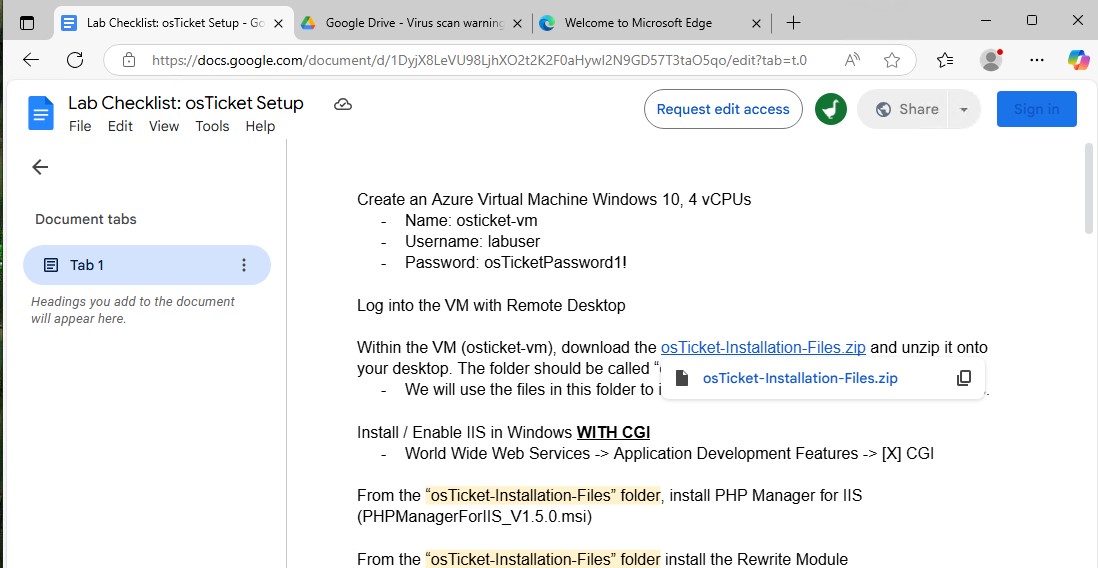 Lab Checklist: osTicket Setup - Go
Google Drive - Virus scan warning
Welcome to Microsoft Edge
https://docs.google.com/document/d/1DyjX8LeVU98LjhXO2t2K2F0aHywI2N9GD57T3taO5qo/edit?tab=t.0
Lab Checklist: osTicket Setup
File Edit View Tools Help
Request edit access
Share
Sign in
Document tabs
Tab 1
Headings you add to the document
will appear here.
Create an Azure Virtual Machine Windows 10, 4 vCPUs
- Name: osticket-vm
- Username: labuser
- Password: osTicketPassword1!
Log into the VM with Remote Desktop
Within the VM (osticket-vm), download the osTicket-Installation-Files.zip and unzip it onto
your desktop. The folder should be called “
osTicket-Installation-Files.zip
- We will use the files in this folder to
Install / Enable IIS in Windows WITH CGI
- World Wide Web Services -> Application Development Features -> [X] CGI
From the “osTicket-Installation-Files” folder, install PHP Manager for IIS
(PHPManagerForIIS_V1.5.0.msi)
From the “osTicket-Installation-Files” folder install the Rewrite Module